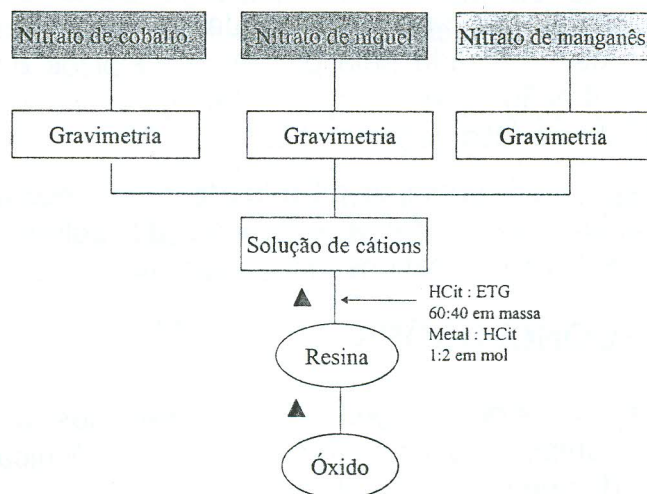 Nitrato de cobalto
Nitrato de níquel
Nitrato de manganês
Gravimetria
Gravimetria
Gravimetria
Solução de cátions
HCit : ETG
60:40 em massa
Metal : HCit
1:2 em mol
Resina
Óxido